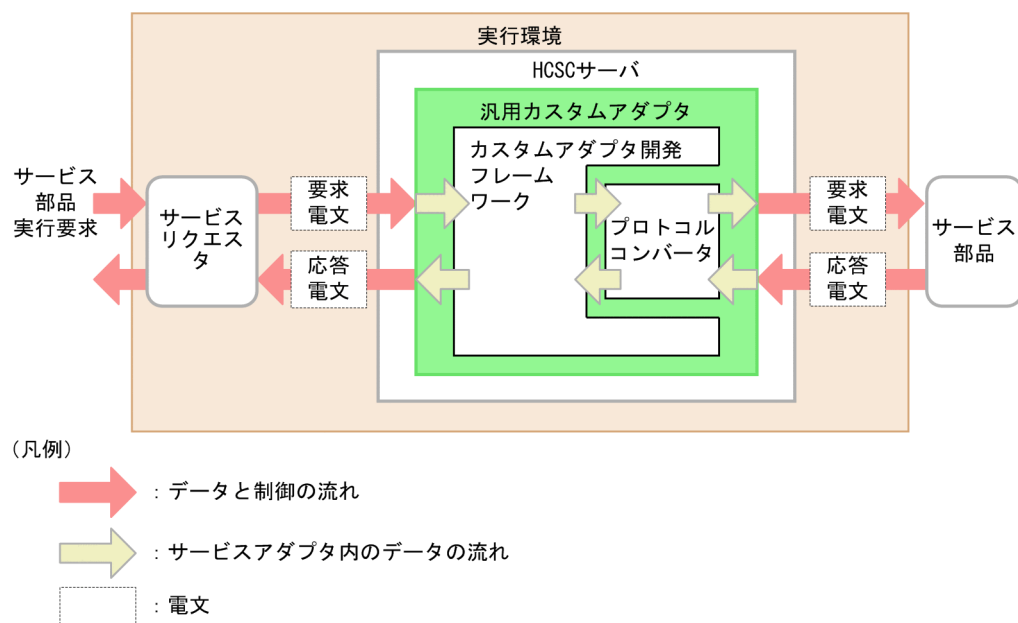 実行環境
HCSCサーバ
汎用カスタムアダプタ
カスタムアダプタ開発
フレーム
ワーク
サービス
部品
実行要求
サービス
リクエス
タ
要求
電文
応答
電文
プロトコル
コンバータ
要求
電文
応答
電文
サービス
部品
(凡例)
：データと制御の流れ
：サービスアダプタ内のデータの流れ
：電文